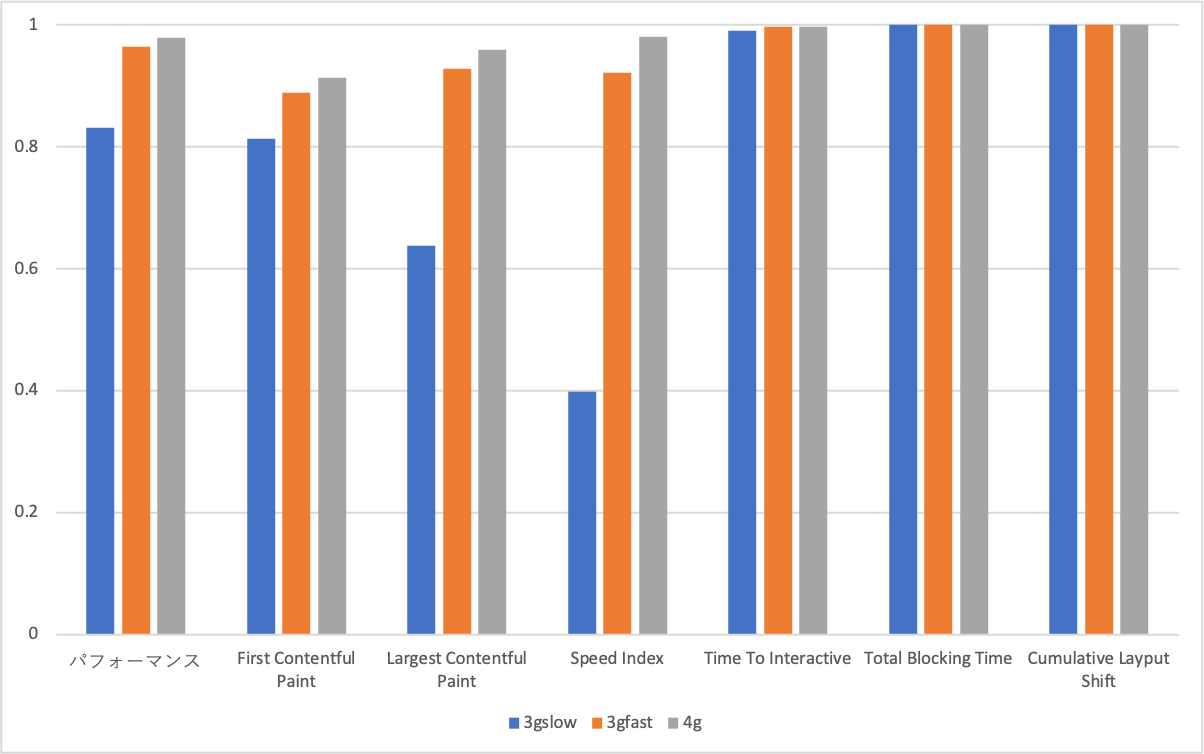 1
0.8
0.6
0.4
0.2
0
パフォーマンス
First Contentful
Paint
Largest Contentful
Paint
Speed Index
Time To Interactive
Total Blocking Time
Cumulative Layput
Shift
3gslow 3gfast 4g